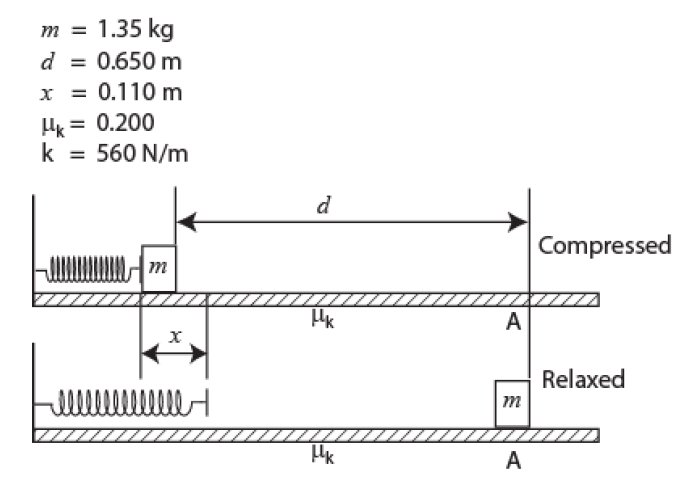 m = 1.35 kg
d = 0.650 m
x = 0.110 m
μk = 0.200
k = 560 N/m
d
Compressed
m
μk A
x
Relaxed
m
μk A